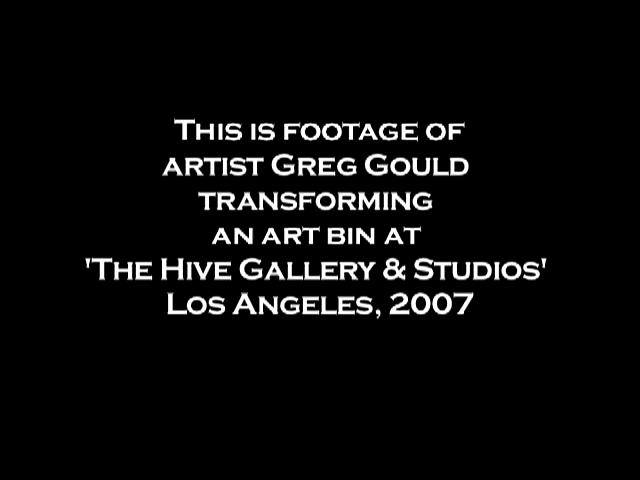 This is footage of
artist Greg Gould
transforming
an art bin at
'The Hive Gallery & Studios'
Los Angeles, 2007